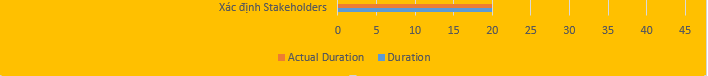 Xác định Stakeholders
0 5 10 15 20 25 30 35 40 45
Actual Duration Duration